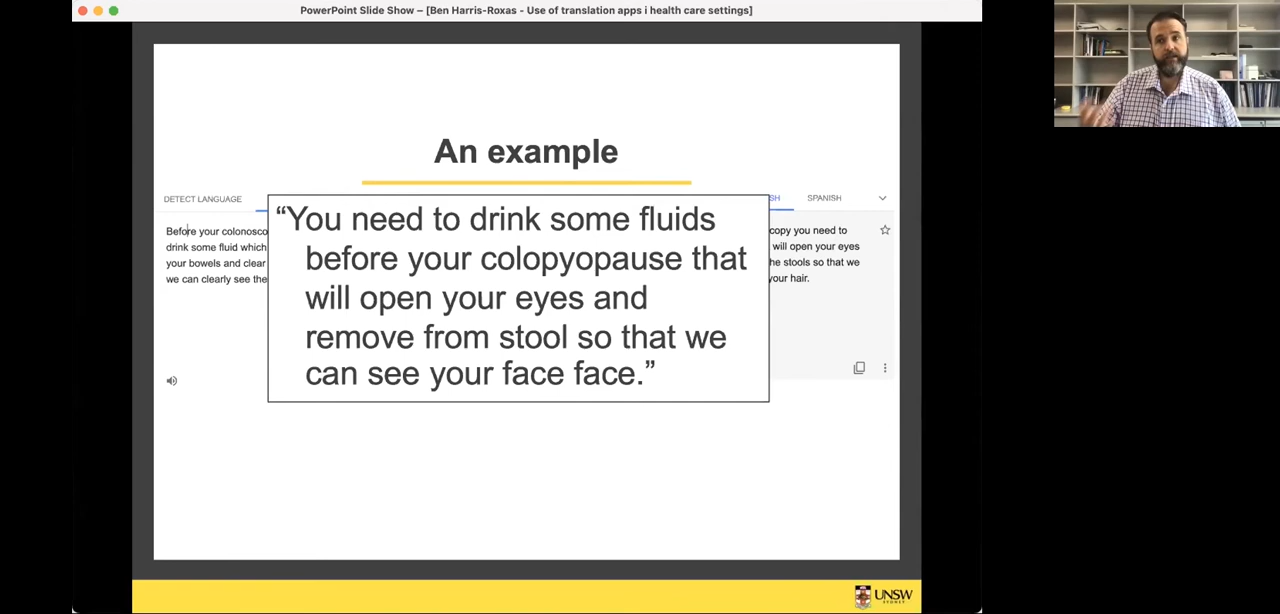 PowerPoint Slide Show – [Ben Harris-Roxas - Use of translation apps i health care settings]
An example
DETECT LANGUAGE
SH
SPANISH
Before your colonosco
drink some fluid which
your bowels and clear
we can clearly see the
“You need to drink some fluids
before your colopyopause that
will open your eyes and
remove from stool so that we
can see your face face.”
copy you need to
will open your eyes
he stools so that we
our hair.
UNSW
SYDNEY